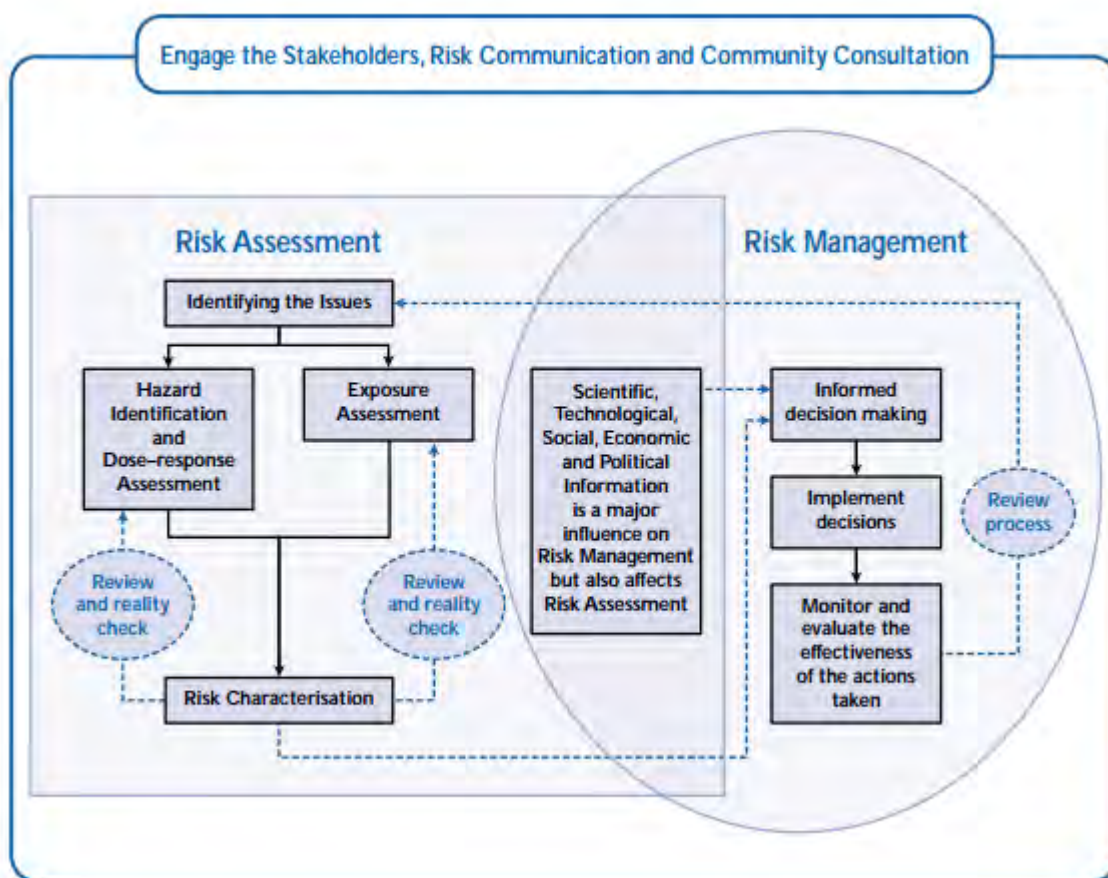 Engage the Stakeholders, Risk Communication and Community Consultation
Risk Assessment
Identifying the Issues
Hazard
Identification
and
Dose–response
Assessment
Exposure
Assessment
Review
and reality
check
Review
and reality
check
Risk Characterisation
Scientific,
Technological,
Social, Economic
and Political
Information
is a major
influence on
Risk Management
but also affects
Risk Assessment
Risk Management
Informed
decision making
Implement
decisions
Monitor and
evaluate the
effectiveness
of the actions
taken
Review
process